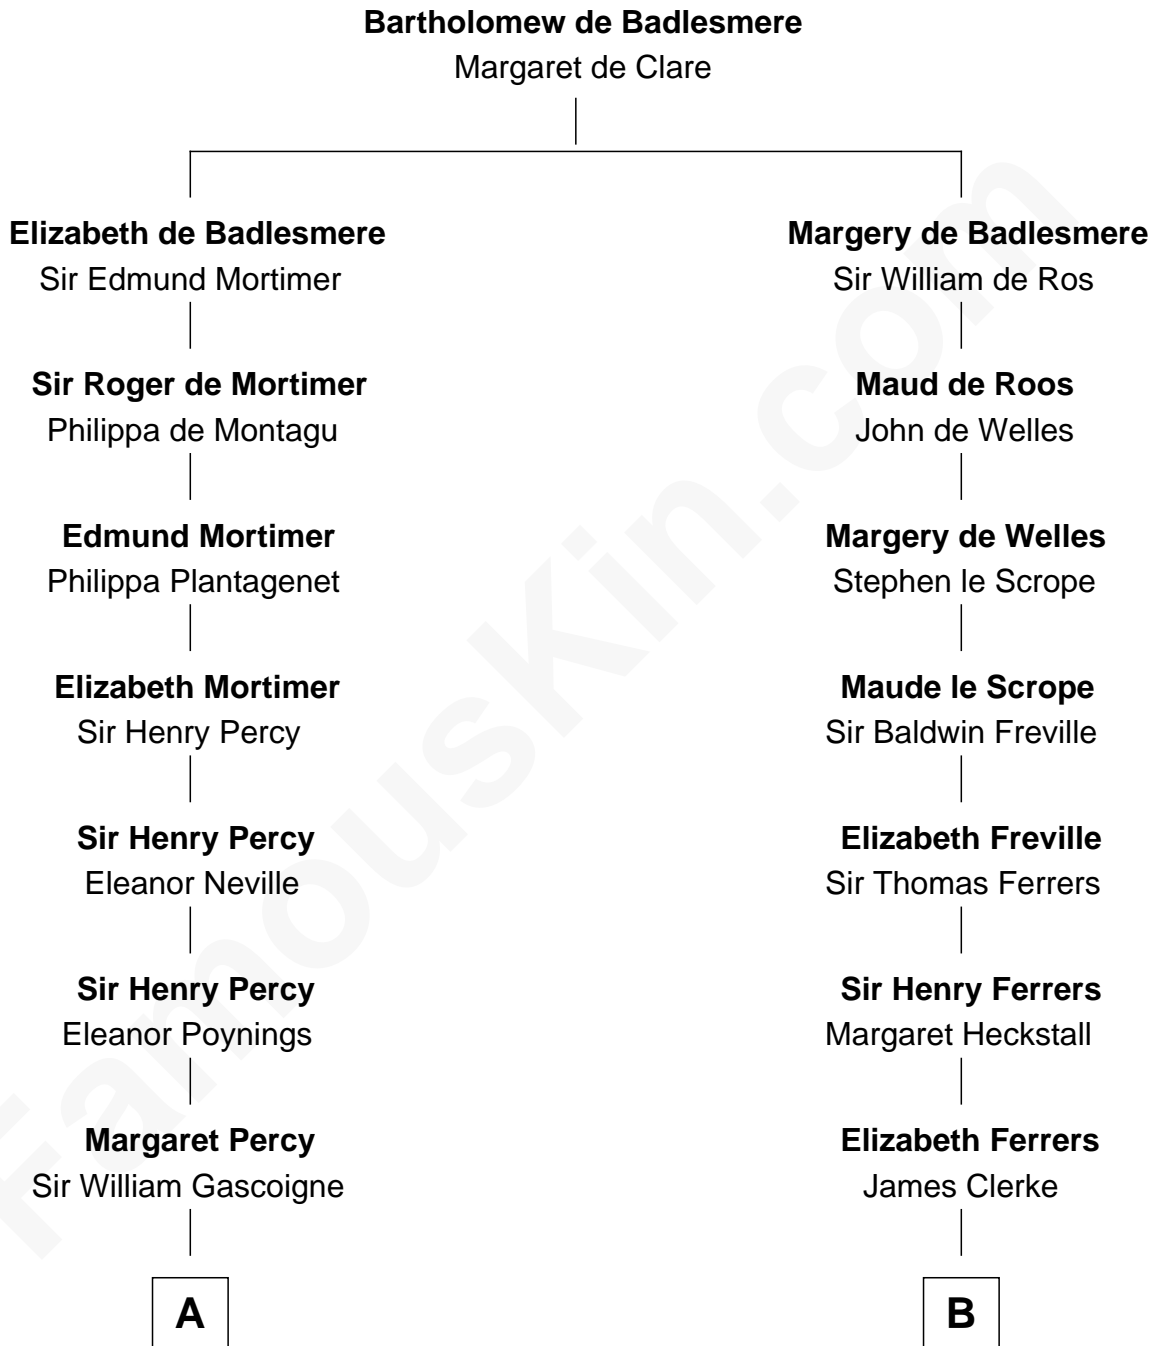 Bartholomew de Badlesmere
Margaret de Clare
Elizabeth de Badlesmere
Sir Edmund Mortimer
Margery de Badlesmere
Sir William de Ros
Sir Roger de Mortimer
Philippa de Montagu
Maud de Roos
John de Welles
Edmund Mortimer
Philippa Plantagenet
Margery de Welles
Stephen le Scrope
Elizabeth Mortimer
Sir Henry Percy
Maude le Scrope
Sir Baldwin Freville
Sir Henry Percy
Eleanor Neville
Elizabeth Freville
Sir Thomas Ferrers
Sir Henry Percy
Eleanor Poynings
Sir Henry Ferrers
Margaret Heckstall
Margaret Percy
Sir William Gascoigne
Elizabeth Ferrers
James Clerke
A
B
FamousKin.com